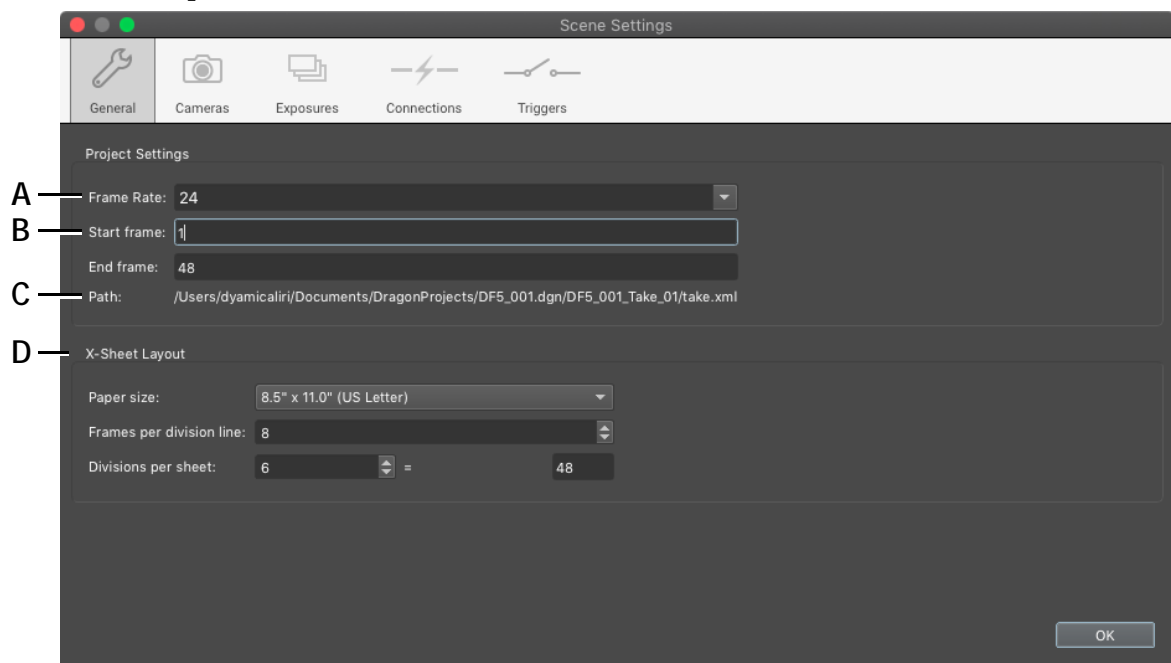 Scene Settings
General Cameras Exposures Connections Triggers
Project Settings
A Frame Rate: 24
B Start frame: 1
End frame: 48
C Path: /Users/dyamicaliri/Documents/DragonProjects/DF5_001.dgn/DF5_001_Take_01/take.xml
D X-Sheet Layout
Paper size: 8.5" x 11.0" (US Letter)
Frames per division line: 8
Divisions per sheet: 6 = 48
OK